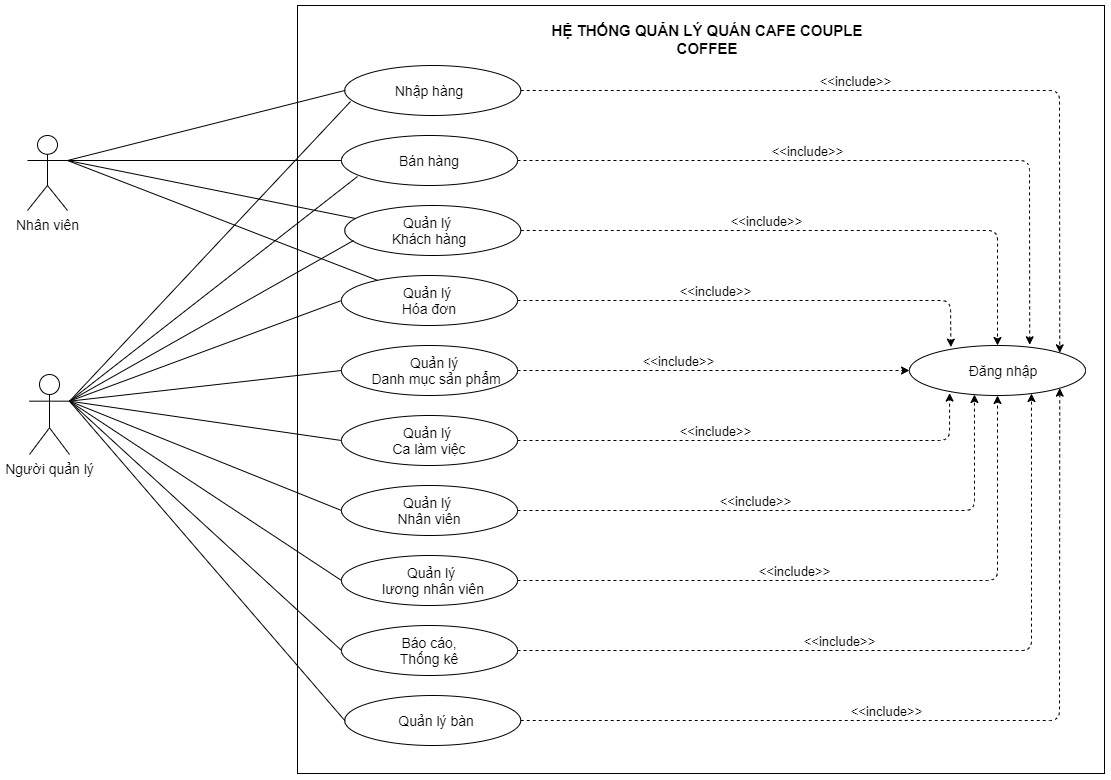 HỆ THỐNG QUẢN LÝ QUÁN CAFE COUPLE
COFFEE
<<include>>
Nhập hàng
<<include>>
Bán hàng
Nhân viên
<<include>>
Quản lý
Khách hàng
<<include>>
Quản lý
Hóa đơn
<<include>>
Quản lý
Danh mục sản phẩm
Đăng nhập
<<include>>
Quản lý
Ca làm việc
Người quản lý
<<include>>
Quản lý
Nhân viên
<<include>>
Quản lý
lương nhân viên
<<include>>
Báo cáo,
Thống kê
<<include>>
Quản lý bàn